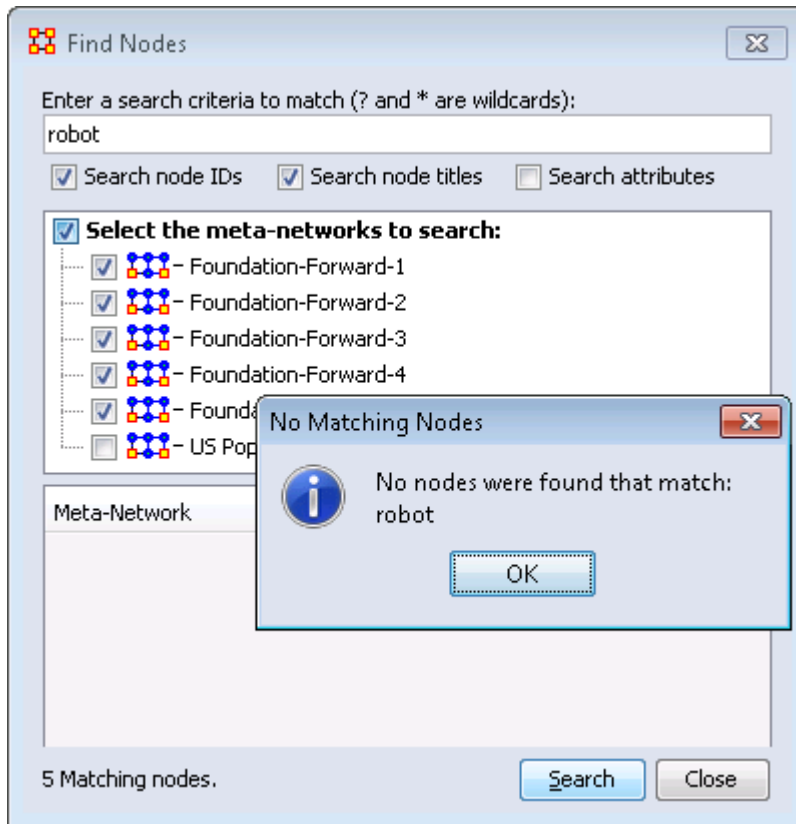 Find Nodes
Enter a search criteria to match (? and * are wildcards):
robot
Search node IDs Search node titles Search attributes
Select the meta-networks to search:
Foundation-Forward-1
Foundation-Forward-2
Foundation-Forward-3
Foundation-Forward-4
Founda
US Pop
No Matching Nodes
No nodes were found that match:
robot
OK
Meta-Network
5 Matching nodes.
Search Close